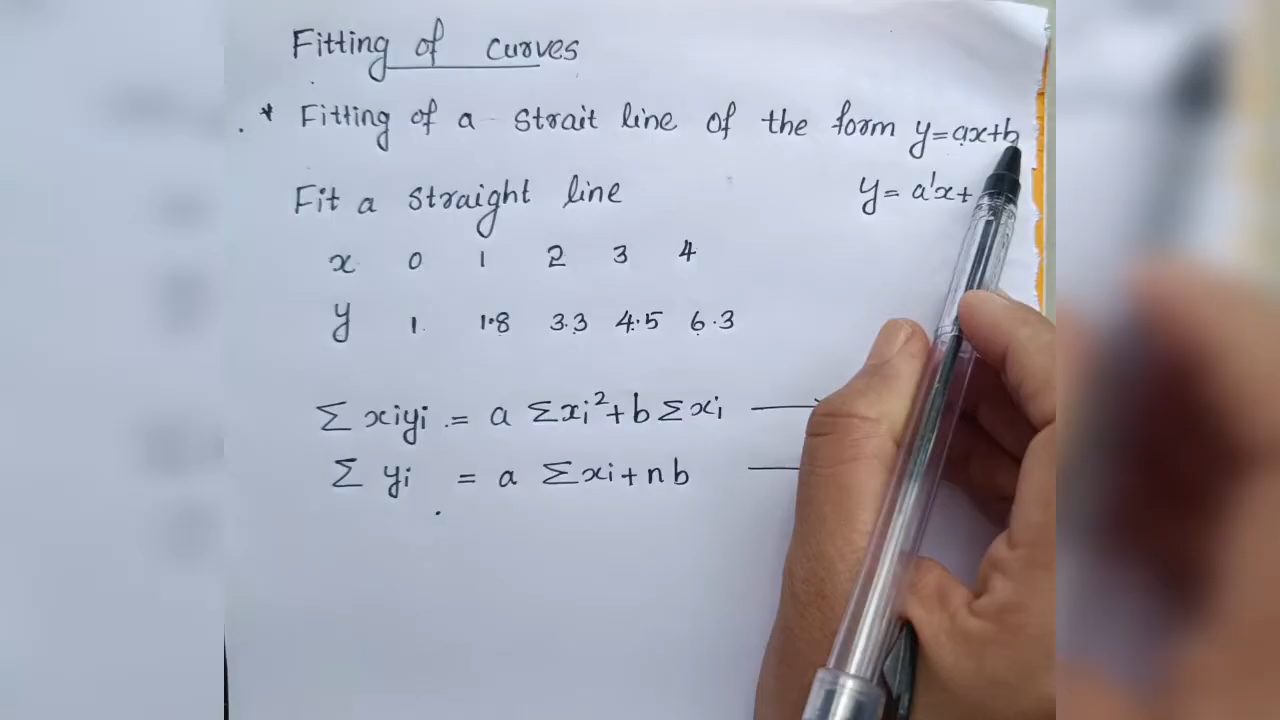 Fitting of curves
* Fitting of a strait line of the form y=ax+b
Fit a straight line y= a'x+
x 0 1 2 3 4
y 1 1.8 3.3 4.5 6.3
Σ xiyi = a Σxi²+b Σxi
Σ yi = a Σxi+nb